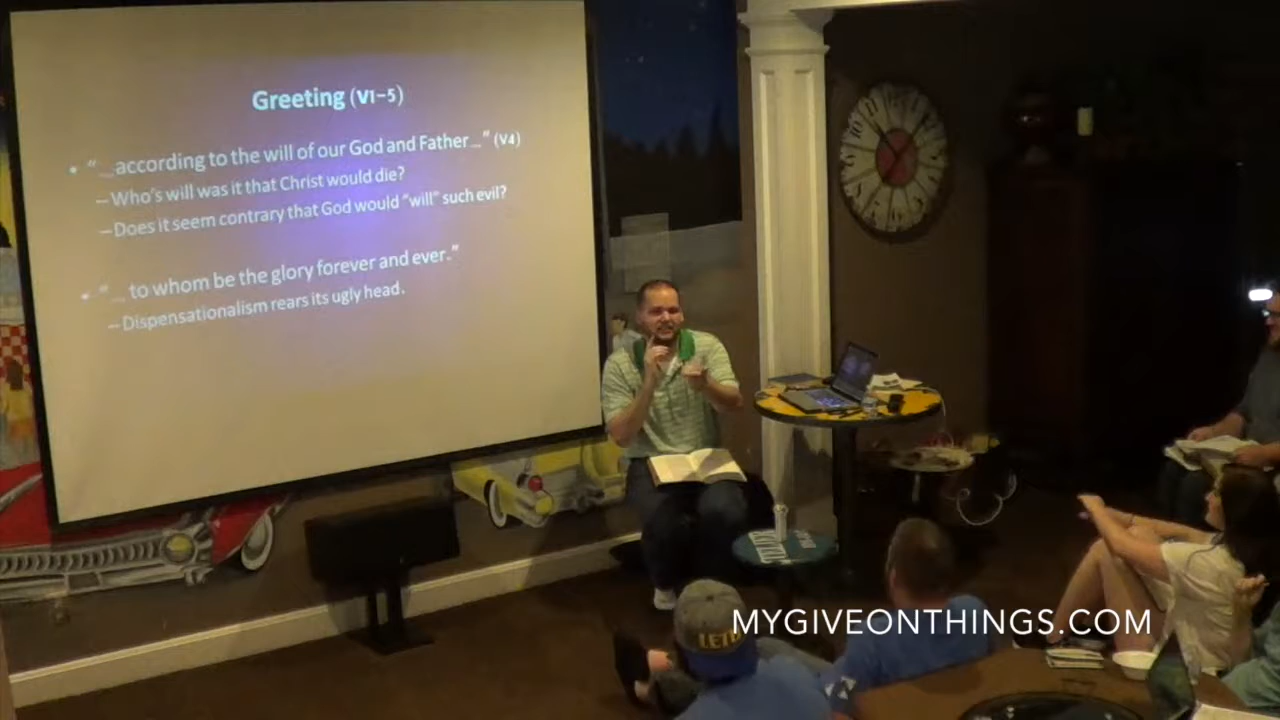 Greeting (V1–5)
• "…according to the will of our God and Father…" (V4)
–Who's will was it that Christ would die?
–Does it seem contrary that God would "will" such evil?
• "… to whom be the glory forever and ever."
–Dispensationalism rears its ugly head.
MYGIVEONTHINGS.COM